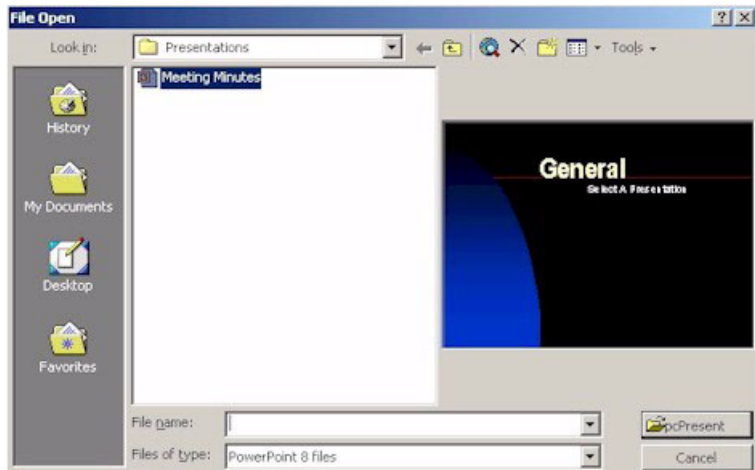 File Open
Look in: Presentations Tools
Meeting Minutes
History
My Documents
Desktop
Favorites
General
Select A Presentation
File name: pcPresent
Files of type: PowerPoint 8 files Cancel